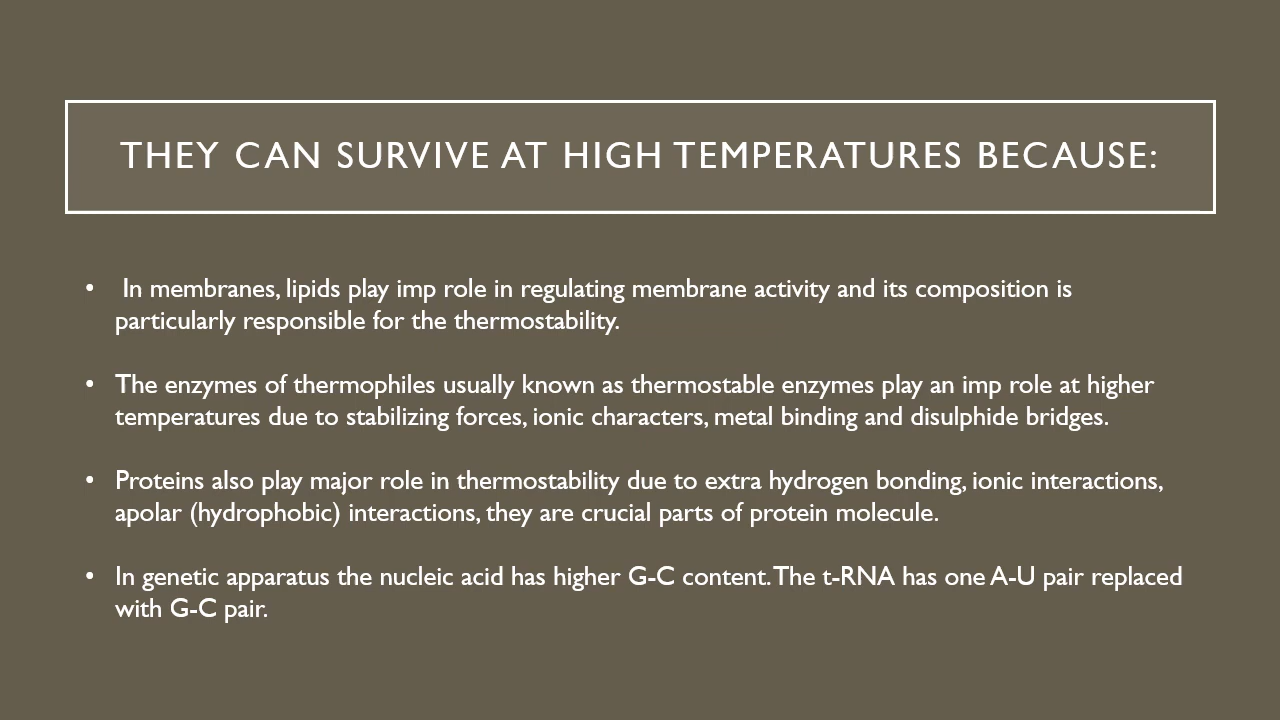 THEY CAN SURVIVE AT HIGH TEMPERATURES BECAUSE:
• In membranes, lipids play imp role in regulating membrane activity and its composition is
particularly responsible for the thermostability.
• The enzymes of thermophiles usually known as thermostable enzymes play an imp role at higher
temperatures due to stabilizing forces, ionic characters, metal binding and disulphide bridges.
• Proteins also play major role in thermostability due to extra hydrogen bonding, ionic interactions,
apolar (hydrophobic) interactions, they are crucial parts of protein molecule.
• In genetic apparatus the nucleic acid has higher G-C content. The t-RNA has one A-U pair replaced
with G-C pair.